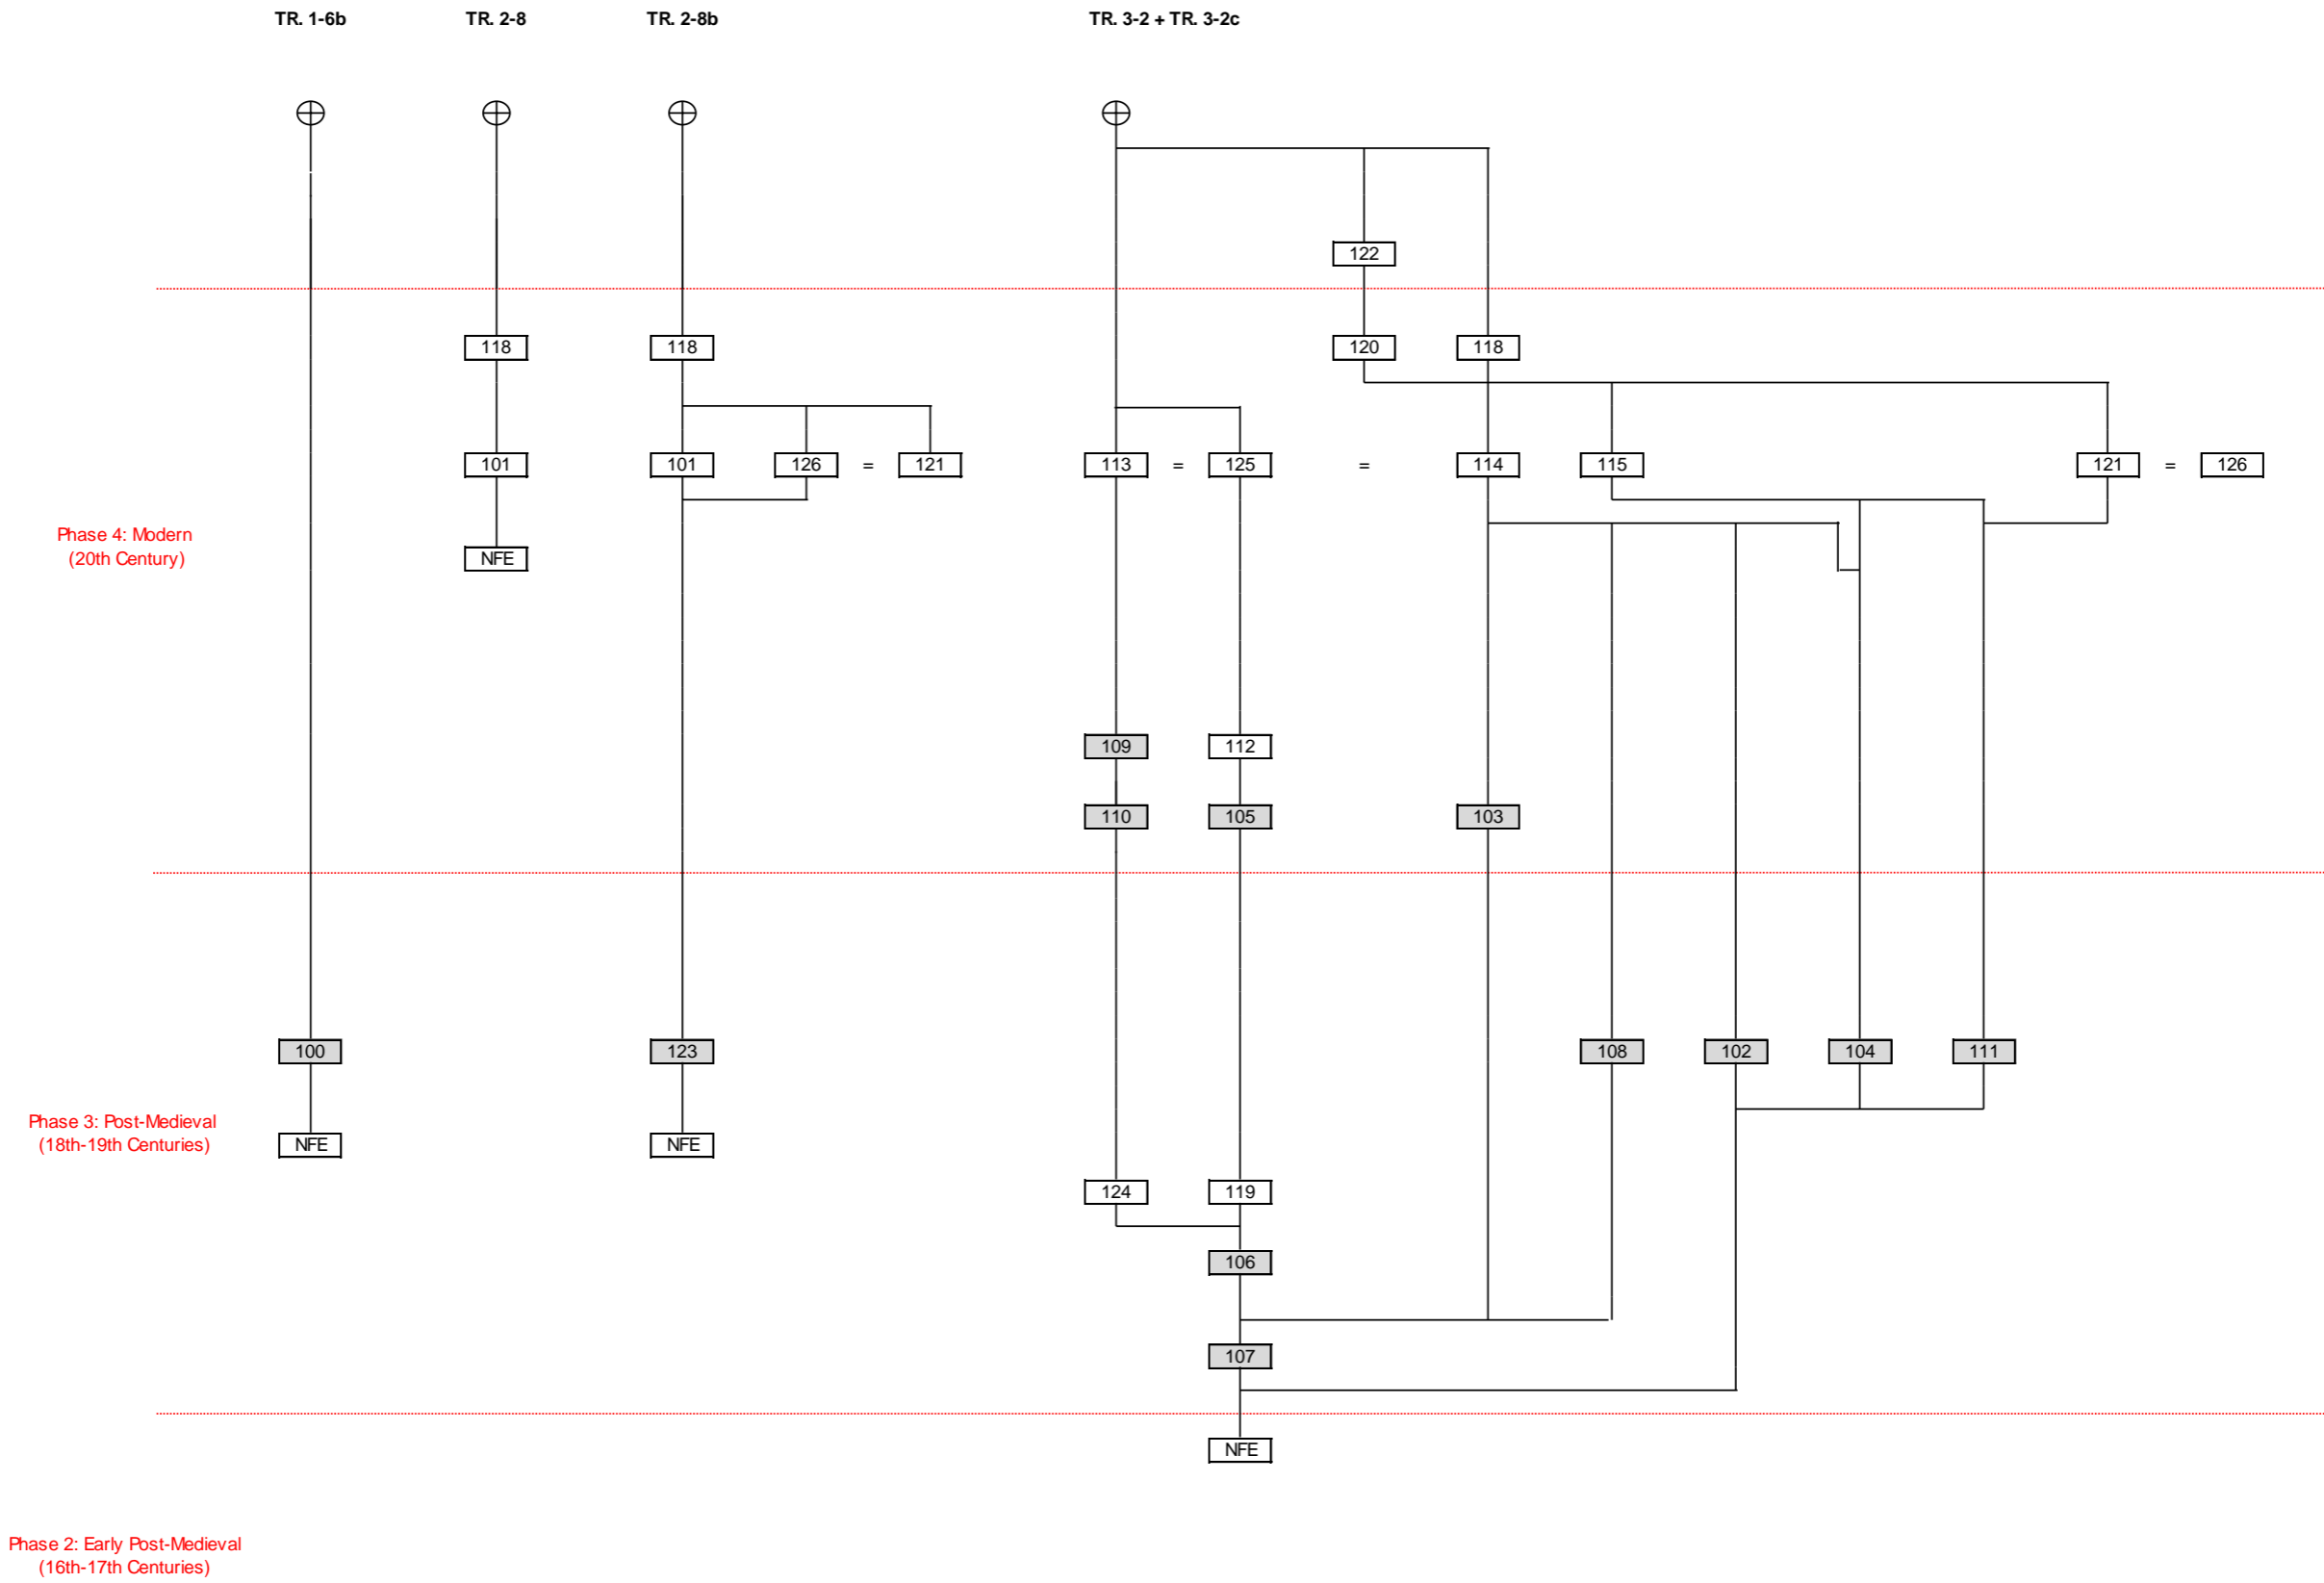 TR. 1-6b TR. 2-8 TR. 2-8b TR. 3-2 + TR. 3-2c
122
118 118 120 118
101 101 126 = 121 113 = 125 = 114 115 121 = 126
Phase 4: Modern
(20th Century)
NFE
109 112
110 105 103
100 123 108 102 104 111
Phase 3: Post-Medieval
(18th-19th Centuries)
NFE NFE
124 119
106
107
NFE
Phase 2: Early Post-Medieval
(16th-17th Centuries)